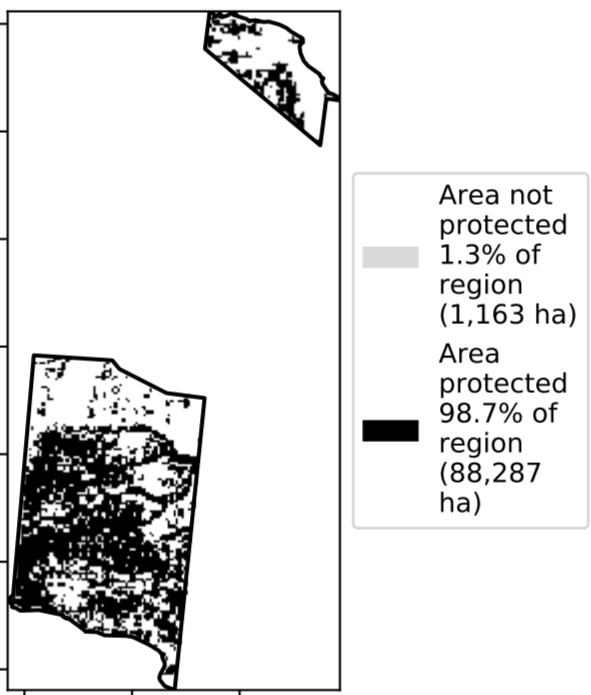 Area not
protected
1.3% of
region
(1,163 ha)
Area
protected
98.7% of
region
(88,287
ha)